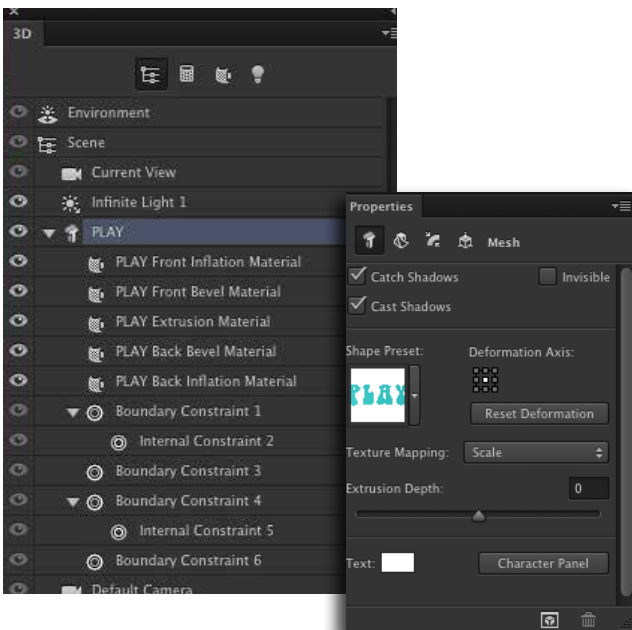 3D
Environment
Scene
Current View
Infinite Light 1
PLAY
PLAY Front Inflation Material
PLAY Front Bevel Material
PLAY Extrusion Material
PLAY Back Bevel Material
PLAY Back Inflation Material
Boundary Constraint 1
Internal Constraint 2
Boundary Constraint 3
Boundary Constraint 4
Internal Constraint 5
Boundary Constraint 6
Default Camera
Properties
Mesh
Catch Shadows Invisible
Cast Shadows
Shape Preset: Deformation Axis:
PLAY
Reset Deformation
Texture Mapping: Scale
Extrusion Depth: 0
Text: Character Panel